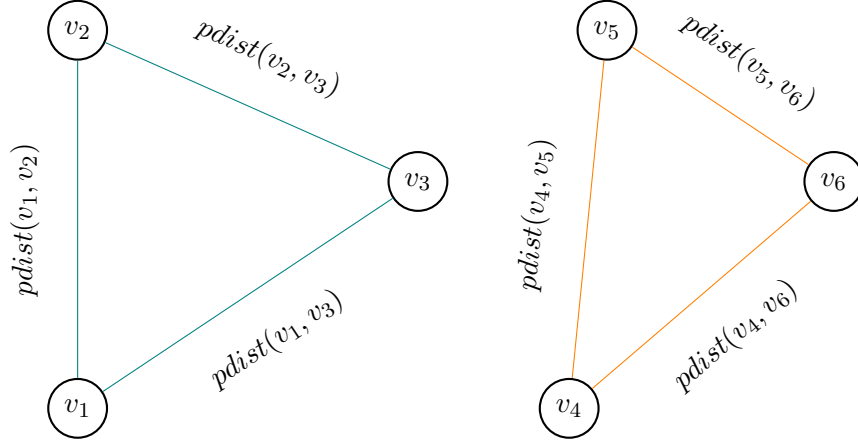 v₂
pdist(v₂, v₃)
v₅
pdist(v₅, v₆)
pdist(v₁, v₂)
v₃
pdist(v₄, v₅)
v₆
pdist(v₁, v₃)
pdist(v₄, v₆)
v₁
v₄